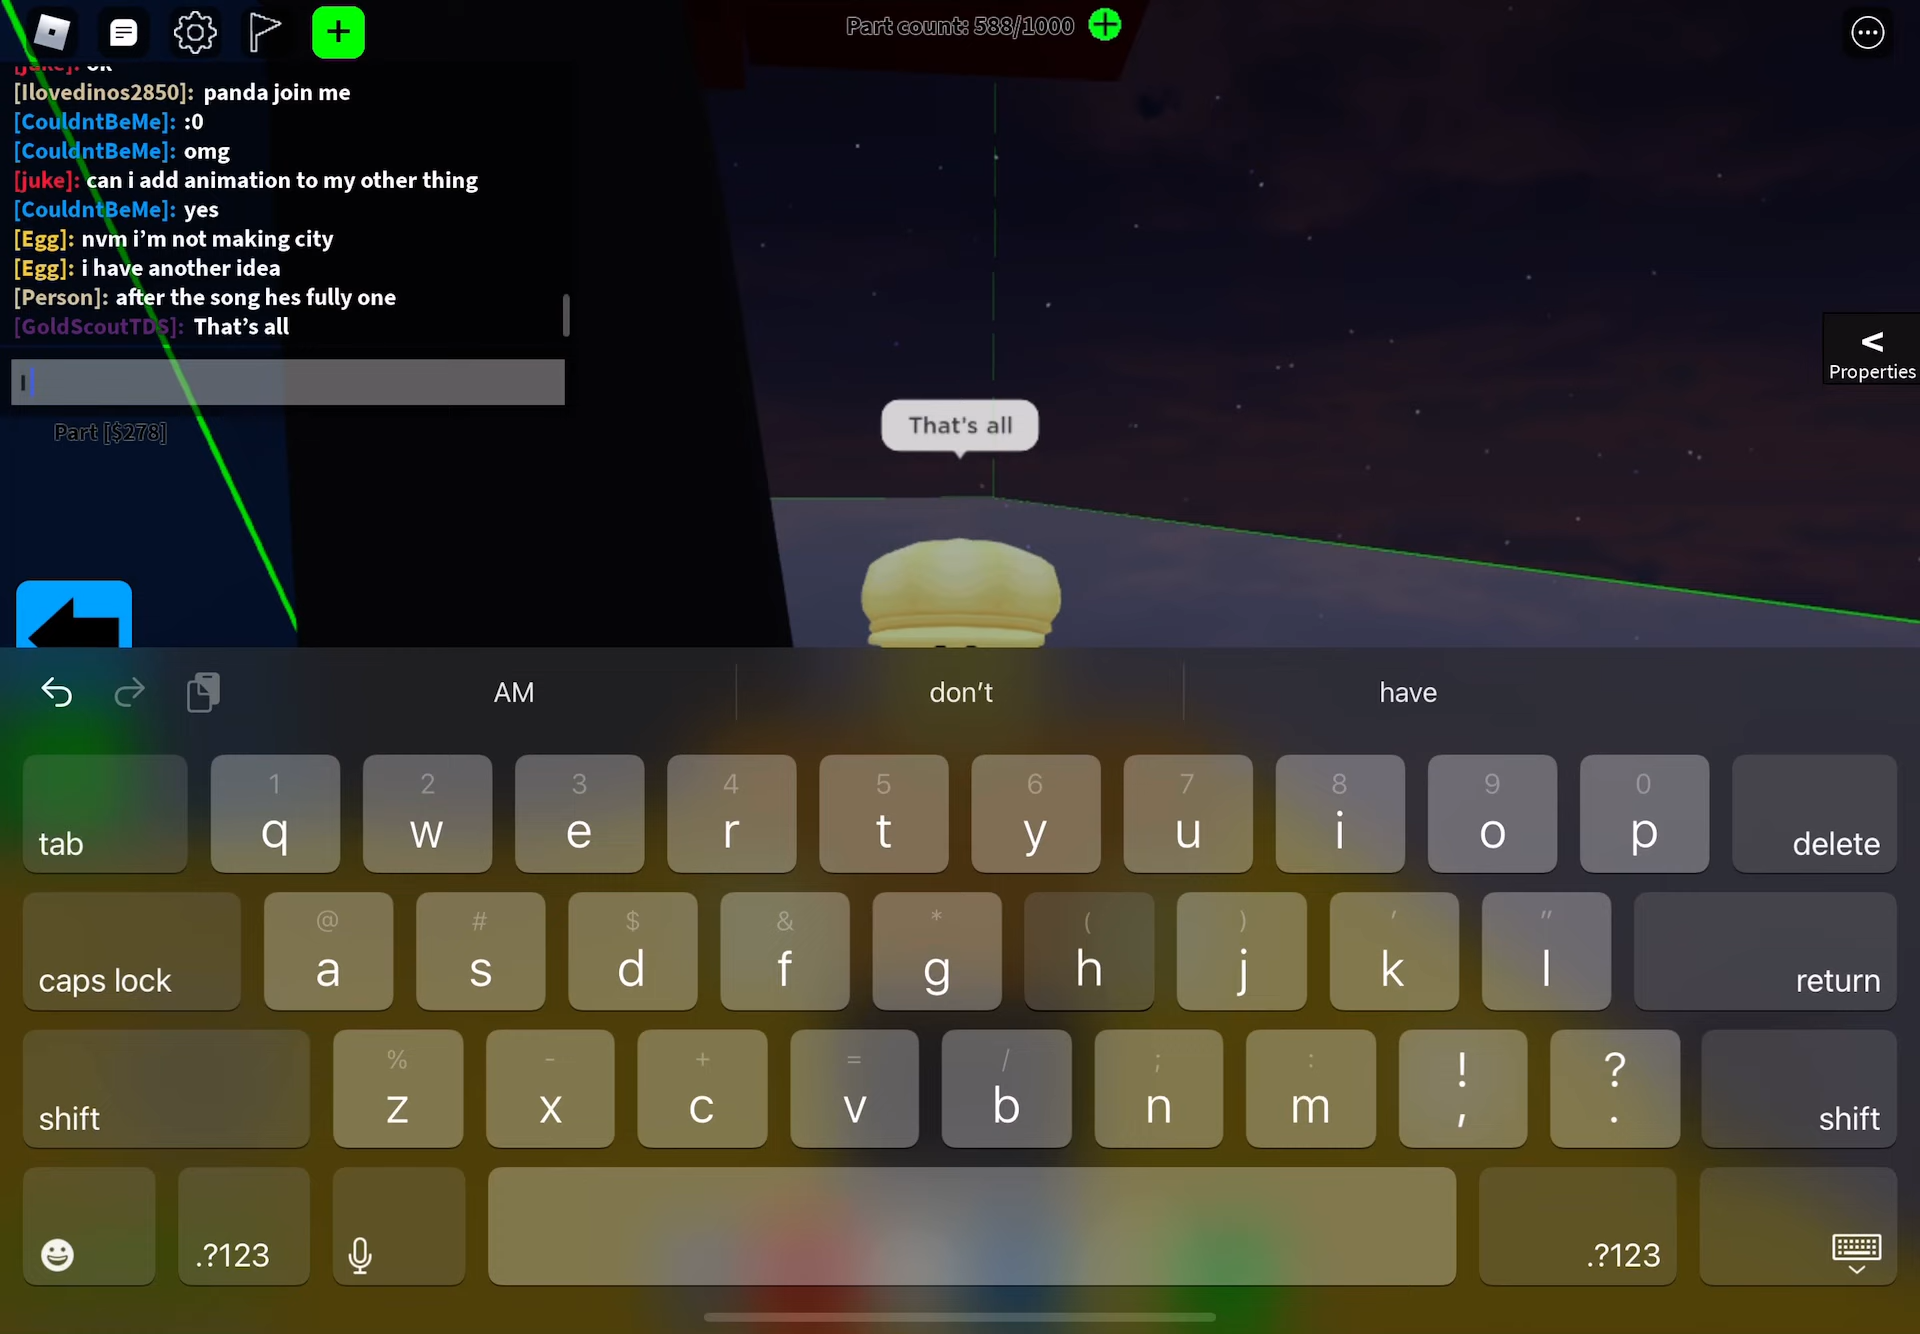 Part count: 588/1000
[juke]: ok
[Ilovedinos2850]: panda join me
[CouldntBeMe]: :0
[CouldntBeMe]: omg
[juke]: can i add animation to my other thing
[CouldntBeMe]: yes
[Egg]: nvm i’m not making city
[Egg]: i have another idea
[Person]: after the song hes fully one
[GoldScoutTDS]: That’s all
I
Part [$278]
<
Properties
That's all
AM don’t have
tab 1 q 2 w 3 e 4 r 5 t 6 y 7 u 8 i 9 o 0 p delete
caps lock @ a # s $ d & f * g ( h ) j ' k " l return
shift % z - x + c = v / b ; n : m ! , ? . shift
.?123 .?123